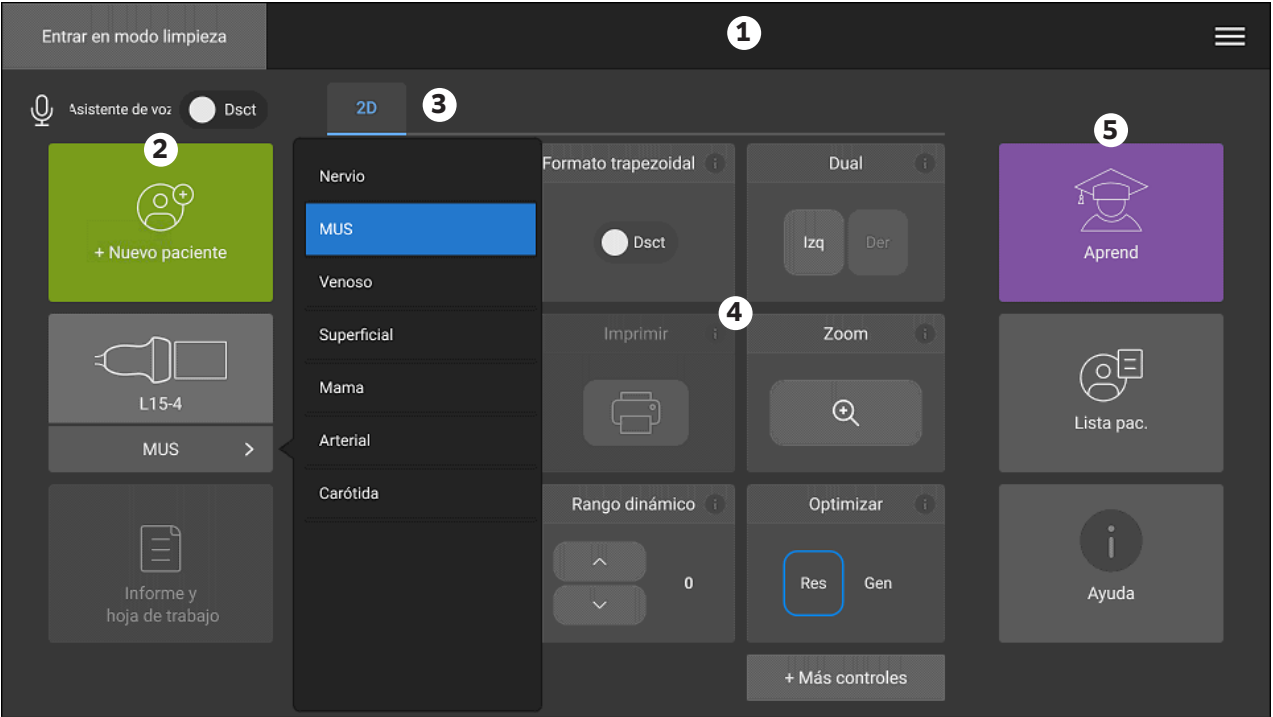 Entrar en modo limpieza
1
Asistente de voz
Dsct
2D
3
2
+ Nuevo paciente
L15-4
MUS
Informe y
hoja de trabajo
Nervio
MUS
Venoso
Superficial
Mama
Arterial
Carótida
Formato trapezoidal
Dsct
Dual
Izq
Der
4
Imprimir
Zoom
Rango dinámico
0
Optimizar
Res
Gen
+ Más controles
5
Aprend
Lista pac.
Ayuda